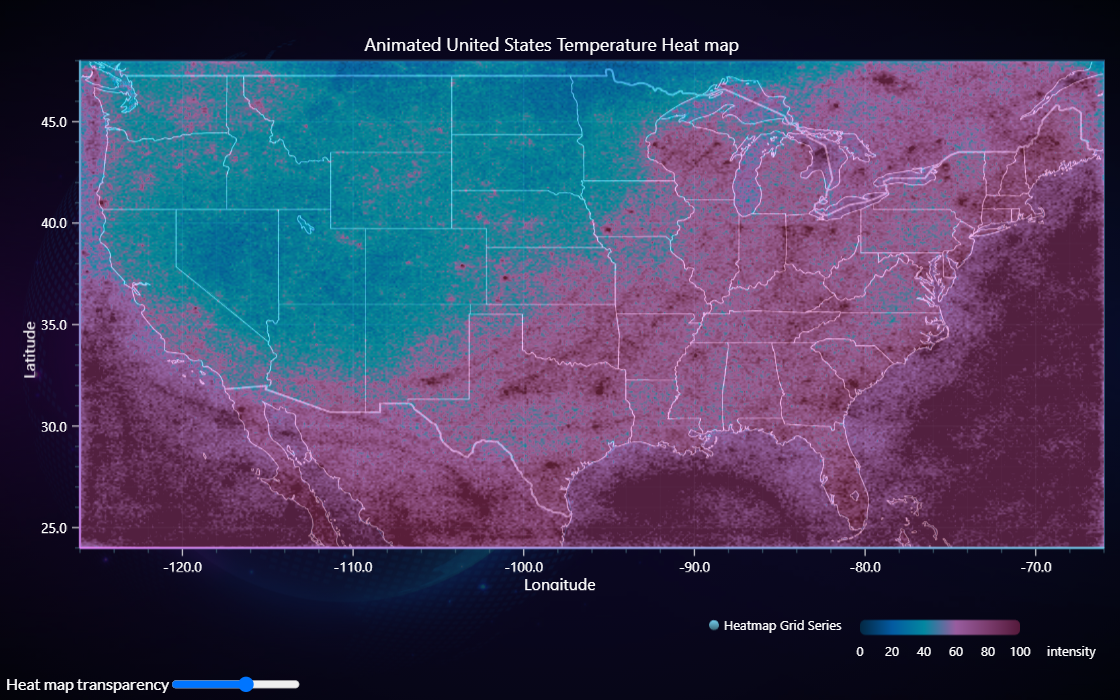 Animated United States Temperature Heat map
45.0
40.0
35.0
30.0
25.0
Latitude
-120.0 -110.0 -100.0 -90.0 -80.0 -70.0
Longitude
Heatmap Grid Series
0 20 40 60 80 100 intensity
Heat map transparency